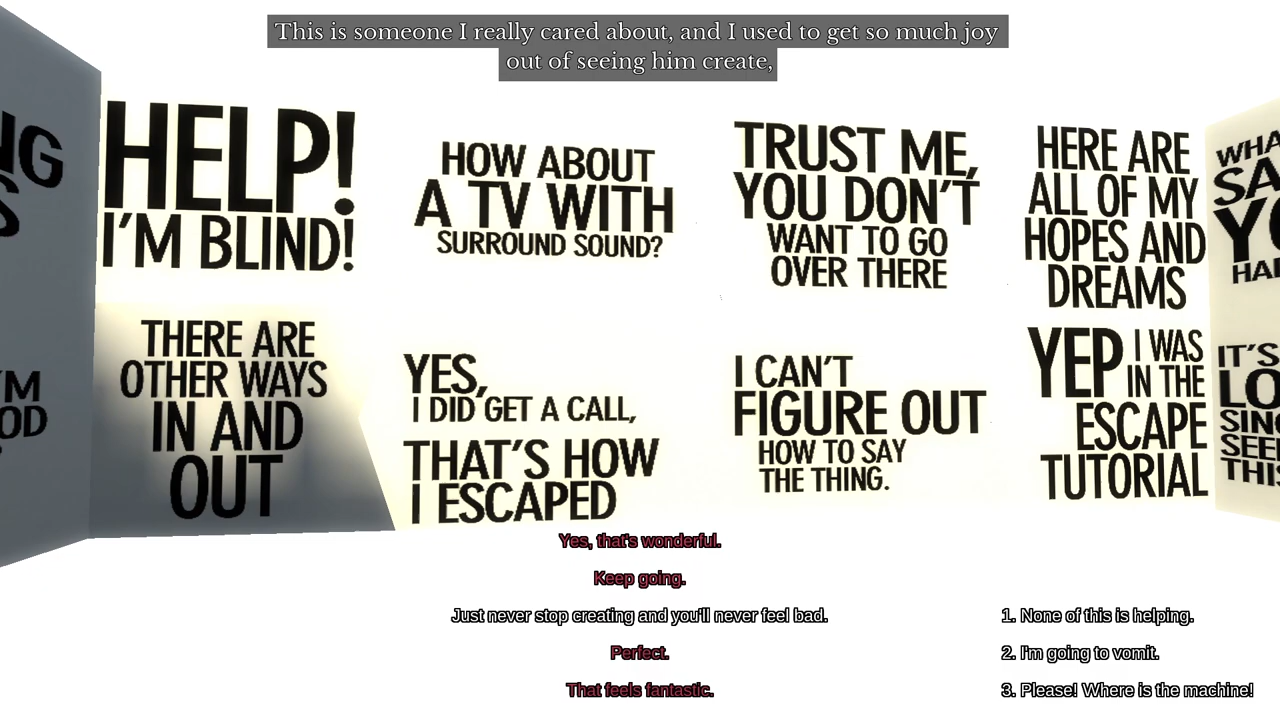 This is someone I really cared about, and I used to get so much joy
out of seeing him create,
HELP!
I'M BLIND!
HOW ABOUT
A TV WITH
SURROUND SOUND?
TRUST ME,
YOU DON'T
WANT TO GO
OVER THERE
HERE ARE
ALL OF MY
HOPES AND
DREAMS
THERE ARE
OTHER WAYS
IN AND
OUT
YES,
I DID GET A CALL,
THAT'S HOW
I ESCAPED
I CAN'T
FIGURE OUT
HOW TO SAY
THE THING.
YEP I WAS
IN THE
ESCAPE
TUTORIAL
IT'S
Yes, that's wonderful.
Keep going.
Just never stop creating and you'll never feel bad.
Perfect.
That feels fantastic.
1. None of this is helping.
2. I'm going to vomit.
3. Please! Where is the machine!